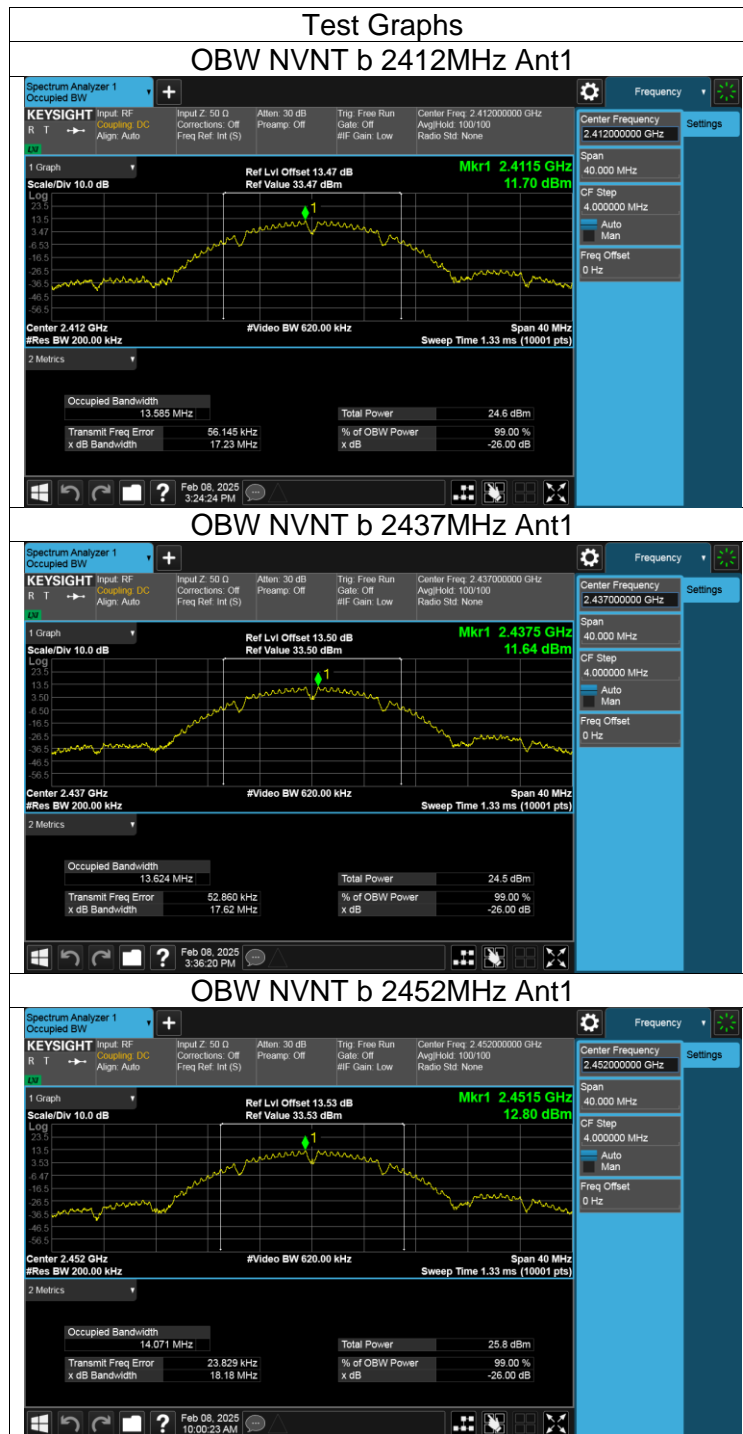 Test Graphs
OBW NVNT b 2412MHz Ant1
Spectrum Analyzer 1
Occupied BW
+
Frequency
KEYSIGHT Input: RF Input Z: 50 Ω Atten: 30 dB Trig: Free Run Center Freq: 2.412000000 GHz
R T Coupling: DC Corrections: Off Preamp: Off Gate: Off Avg|Hold: 100/100
Align: Auto Freq Ref: Int (S) #IF Gain: Low Radio Std: None
LXI
Center Frequency
2.412000000 GHz
Settings
Span
40.000 MHz
CF Step
4.000000 MHz
Auto
Man
Freq Offset
0 Hz
1 Graph
Scale/Div 10.0 dB
Ref Lvl Offset 13.47 dB
Ref Value 33.47 dBm
Mkr1 2.4115 GHz
11.70 dBm
Log
23.5
13.5
3.47
-6.53
-16.5
-26.5
-36.5
-46.5
-56.5
1
Center 2.412 GHz #Video BW 620.00 kHz Span 40 MHz
#Res BW 200.00 kHz Sweep Time 1.33 ms (10001 pts)
2 Metrics
Occupied Bandwidth
13.585 MHz Total Power 24.6 dBm
Transmit Freq Error 56.145 kHz % of OBW Power 99.00 %
x dB Bandwidth 17.23 MHz x dB -26.00 dB
? Feb 08, 2025
3:24:24 PM
OBW NVNT b 2437MHz Ant1
Spectrum Analyzer 1
Occupied BW
+
Frequency
KEYSIGHT Input: RF Input Z: 50 Ω Atten: 30 dB Trig: Free Run Center Freq: 2.437000000 GHz
R T Coupling: DC Corrections: Off Preamp: Off Gate: Off Avg|Hold: 100/100
Align: Auto Freq Ref: Int (S) #IF Gain: Low Radio Std: None
LXI
Center Frequency
2.437000000 GHz
Settings
Span
40.000 MHz
CF Step
4.000000 MHz
Auto
Man
Freq Offset
0 Hz
1 Graph
Scale/Div 10.0 dB
Ref Lvl Offset 13.50 dB
Ref Value 33.50 dBm
Mkr1 2.4375 GHz
11.64 dBm
Log
23.5
13.5
3.50
-6.50
-16.5
-26.5
-36.5
-46.5
-56.5
1
Center 2.437 GHz #Video BW 620.00 kHz Span 40 MHz
#Res BW 200.00 kHz Sweep Time 1.33 ms (10001 pts)
2 Metrics
Occupied Bandwidth
13.624 MHz Total Power 24.5 dBm
Transmit Freq Error 52.860 kHz % of OBW Power 99.00 %
x dB Bandwidth 17.62 MHz x dB -26.00 dB
? Feb 08, 2025
3:36:20 PM
OBW NVNT b 2452MHz Ant1
Spectrum Analyzer 1
Occupied BW
+
Frequency
KEYSIGHT Input: RF Input Z: 50 Ω Atten: 30 dB Trig: Free Run Center Freq: 2.452000000 GHz
R T Coupling: DC Corrections: Off Preamp: Off Gate: Off Avg|Hold: 100/100
Align: Auto Freq Ref: Int (S) #IF Gain: Low Radio Std: None
LXI
Center Frequency
2.452000000 GHz
Settings
Span
40.000 MHz
CF Step
4.000000 MHz
Auto
Man
Freq Offset
0 Hz
1 Graph
Scale/Div 10.0 dB
Ref Lvl Offset 13.53 dB
Ref Value 33.53 dBm
Mkr1 2.4515 GHz
12.80 dBm
Log
23.5
13.5
3.53
-6.47
-16.5
-26.5
-36.5
-46.5
-56.5
1
Center 2.452 GHz #Video BW 620.00 kHz Span 40 MHz
#Res BW 200.00 kHz Sweep Time 1.33 ms (10001 pts)
2 Metrics
Occupied Bandwidth
14.071 MHz Total Power 25.8 dBm
Transmit Freq Error 23.829 kHz % of OBW Power 99.00 %
x dB Bandwidth 18.18 MHz x dB -26.00 dB
? Feb 08, 2025
10:00:23 AM